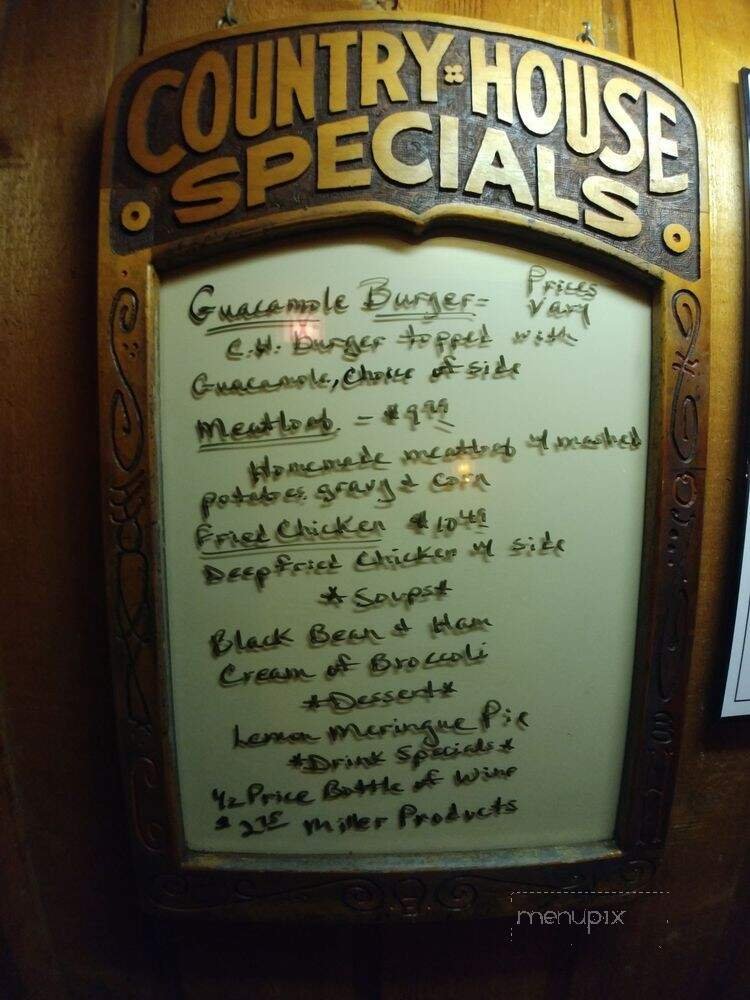 COUNTRY HOUSE
SPECIALS
Guacamole Burger = Prices Vary
C.H. Burger topped with
Guacamole, choice of side
Meatloaf - $9.99
Homemade meatloaf w/ mashed
potatoes gravy & corn
Fried Chicken $10.49
Deep fried chicken w/ side
*Soups*
Black Bean & Ham
Cream of Broccoli
*Dessert*
Lemon Meringue Pie
*Drink Specials*
1/2 Price Bottle of Wine
$2.75 Miller Products
menupix